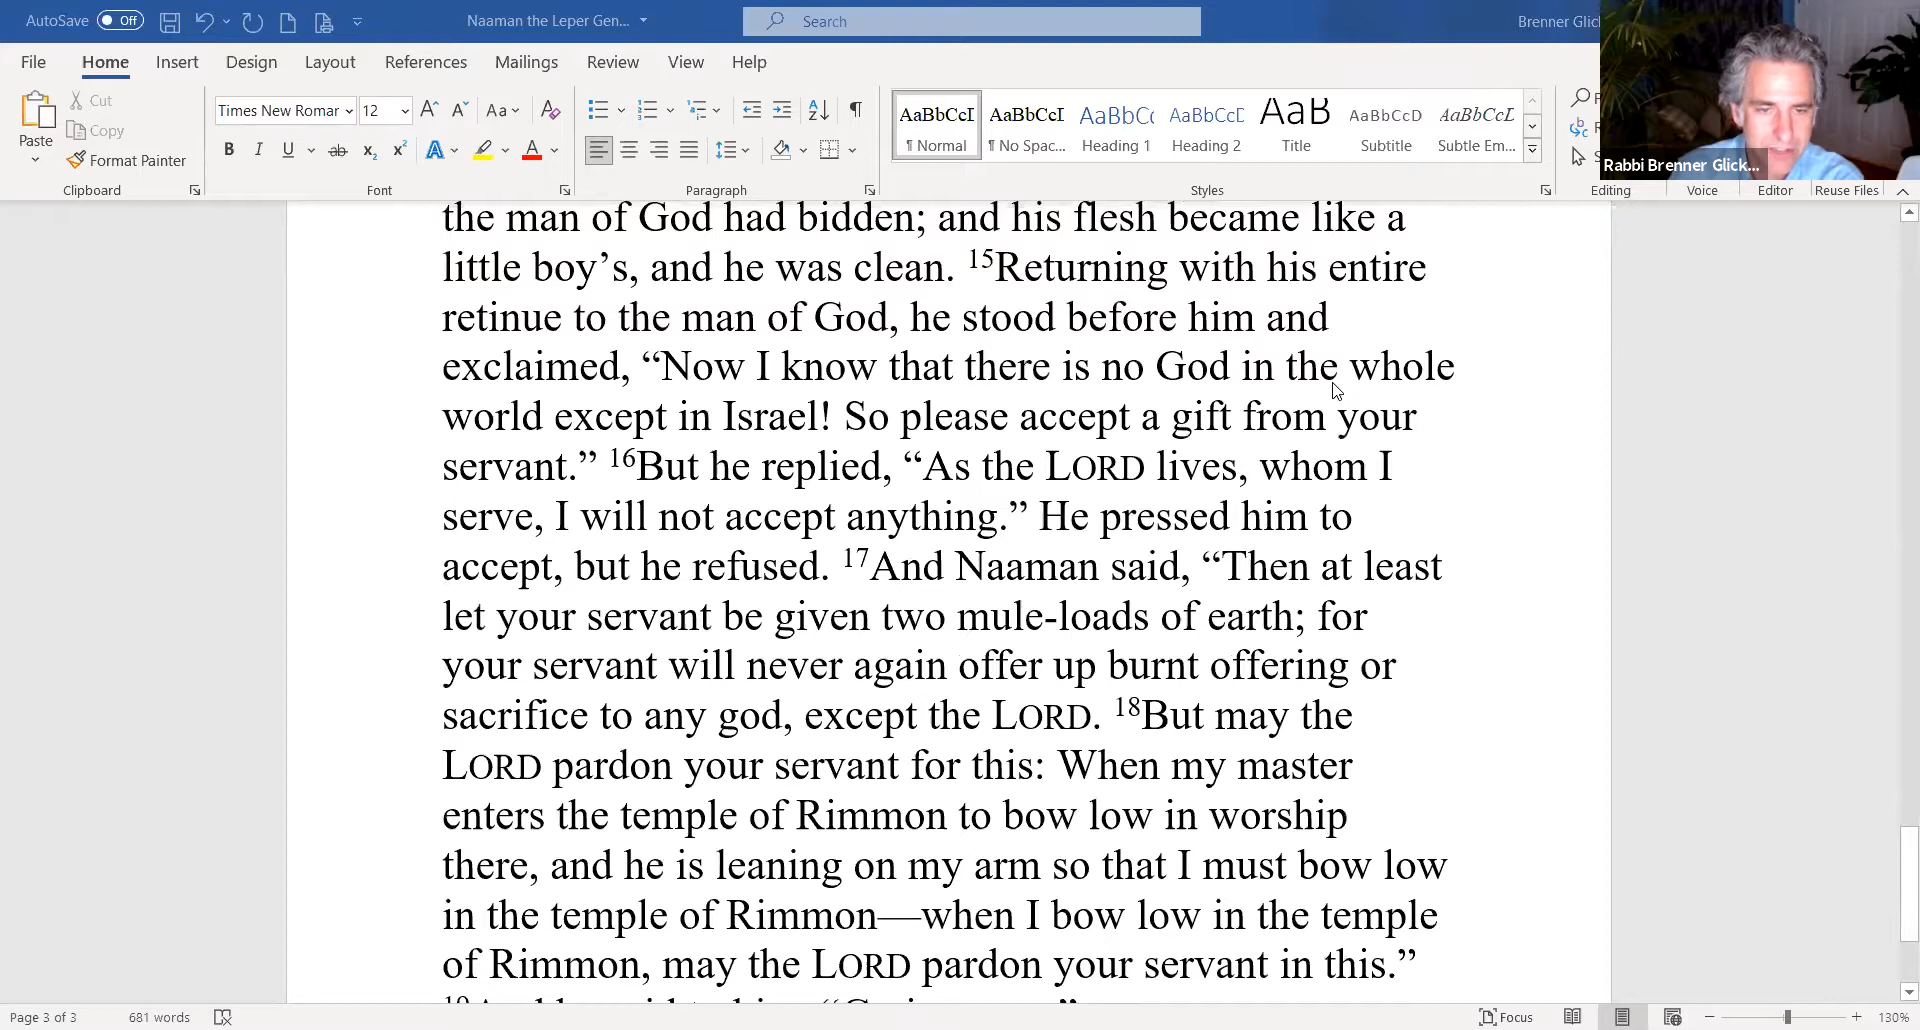 AutoSave Off Naaman the Leper Gen... Search Brenner Glic
File Home Insert Design Layout References Mailings Review View Help
Paste Cut Copy Format Painter
Times New Romar 12
AaBbCcI AaBbCcI AaBbCc AaBbCcD AaB AaBbCcD AaBbCcL
¶ Normal ¶ No Spac... Heading 1 Heading 2 Title Subtitle Subtle Em...
Rabbi Brenner Glick...
Clipboard Font Paragraph Styles Editing Voice Editor Reuse Files
the man of God had bidden; and his flesh became like a
little boy’s, and he was clean. 15Returning with his entire
retinue to the man of God, he stood before him and
exclaimed, “Now I know that there is no God in the whole
world except in Israel! So please accept a gift from your
servant.” 16But he replied, “As the LORD lives, whom I
serve, I will not accept anything.” He pressed him to
accept, but he refused. 17And Naaman said, “Then at least
let your servant be given two mule-loads of earth; for
your servant will never again offer up burnt offering or
sacrifice to any god, except the LORD. 18But may the
LORD pardon your servant for this: When my master
enters the temple of Rimmon to bow low in worship
there, and he is leaning on my arm so that I must bow low
in the temple of Rimmon—when I bow low in the temple
of Rimmon, may the LORD pardon your servant in this.”
Page 3 of 3 681 words Focus 130%